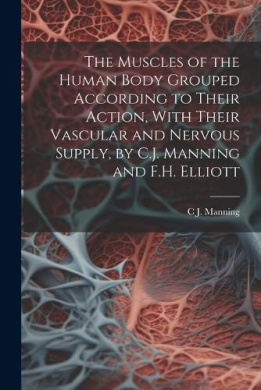 The Muscles of the
Human Body Grouped
According to Their
Action, With Their
Vascular and Nervous
Supply, by C.J. Manning
and F.H. Elliott
C J. Manning